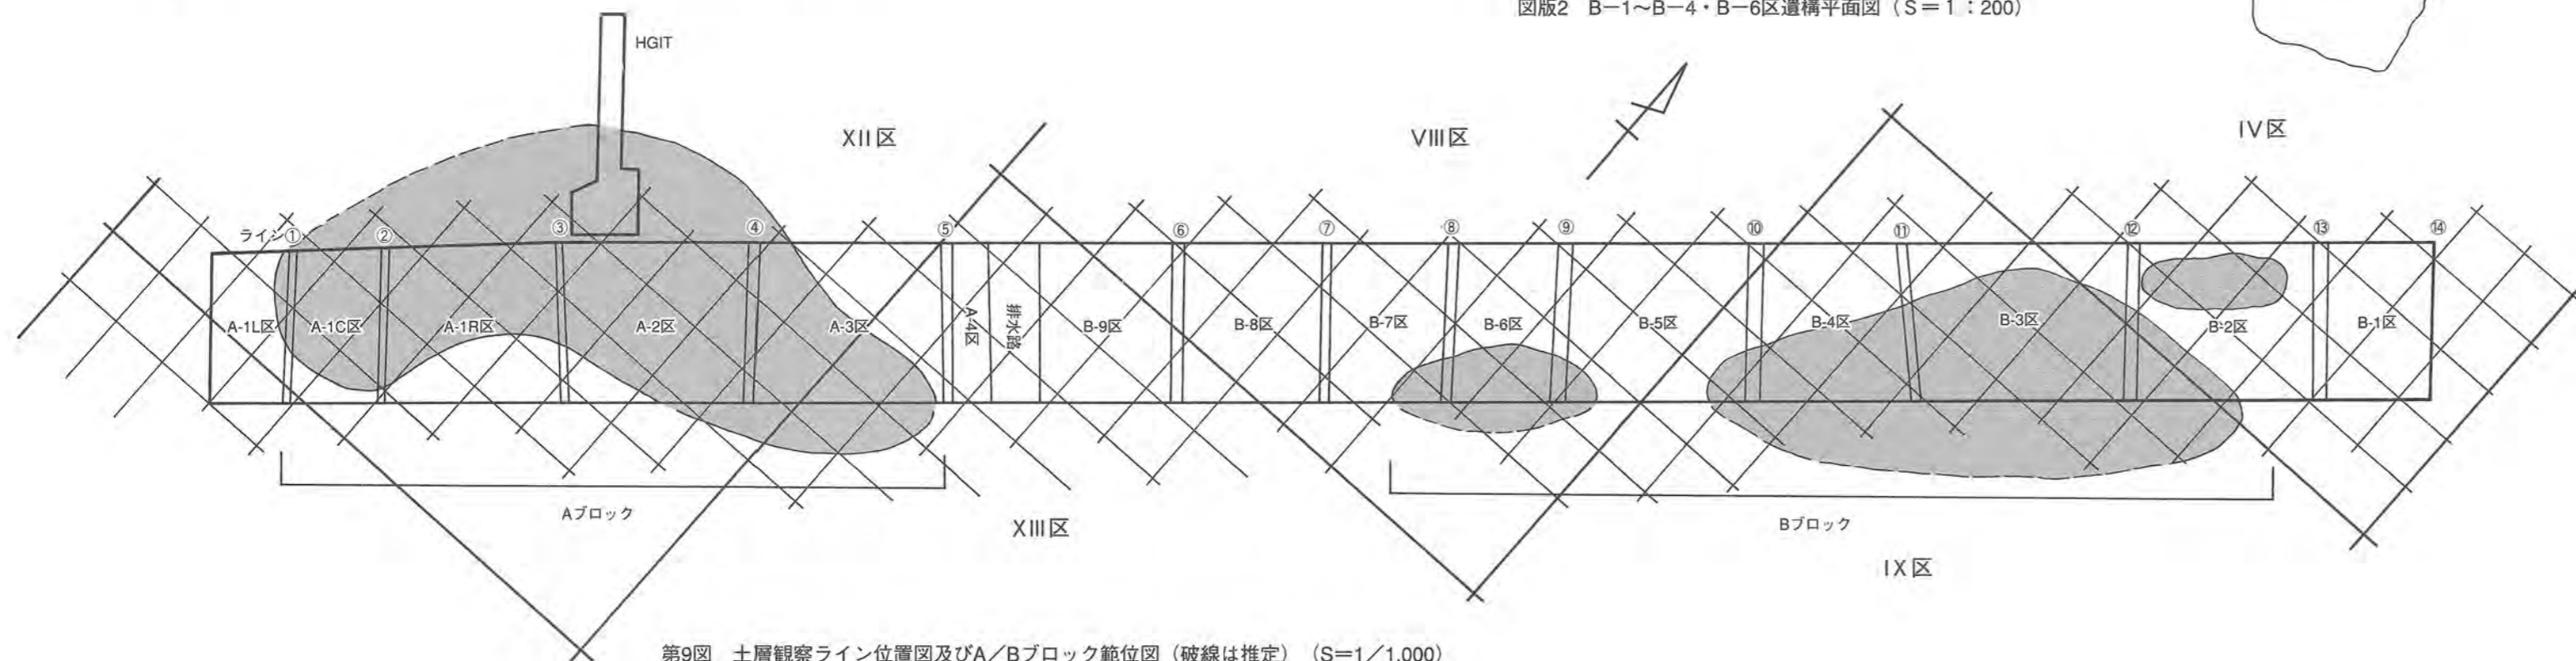 図版2 B－1～B－4・B－6区遺構平面図（S＝1：200）
HGIT
XII区
VIII区
IV区
ライン① ② ③ ④ ⑤ ⑥ ⑦ ⑧ ⑨ ⑩ ⑪ ⑫ ⑬ ⑭
A-1L区 A-1C区 A-1R区 A-2区 A-3区 A-4区 排水路 B-9区 B-8区 B-7区 B-6区 B-5区 B-4区 B-3区 B-2区 B-1区
Aブロック
Bブロック
XIII区
IX区
第9図 土層観察ライン位置図及びA／Bブロック範位図（破線は推定）（S＝1／1,000）